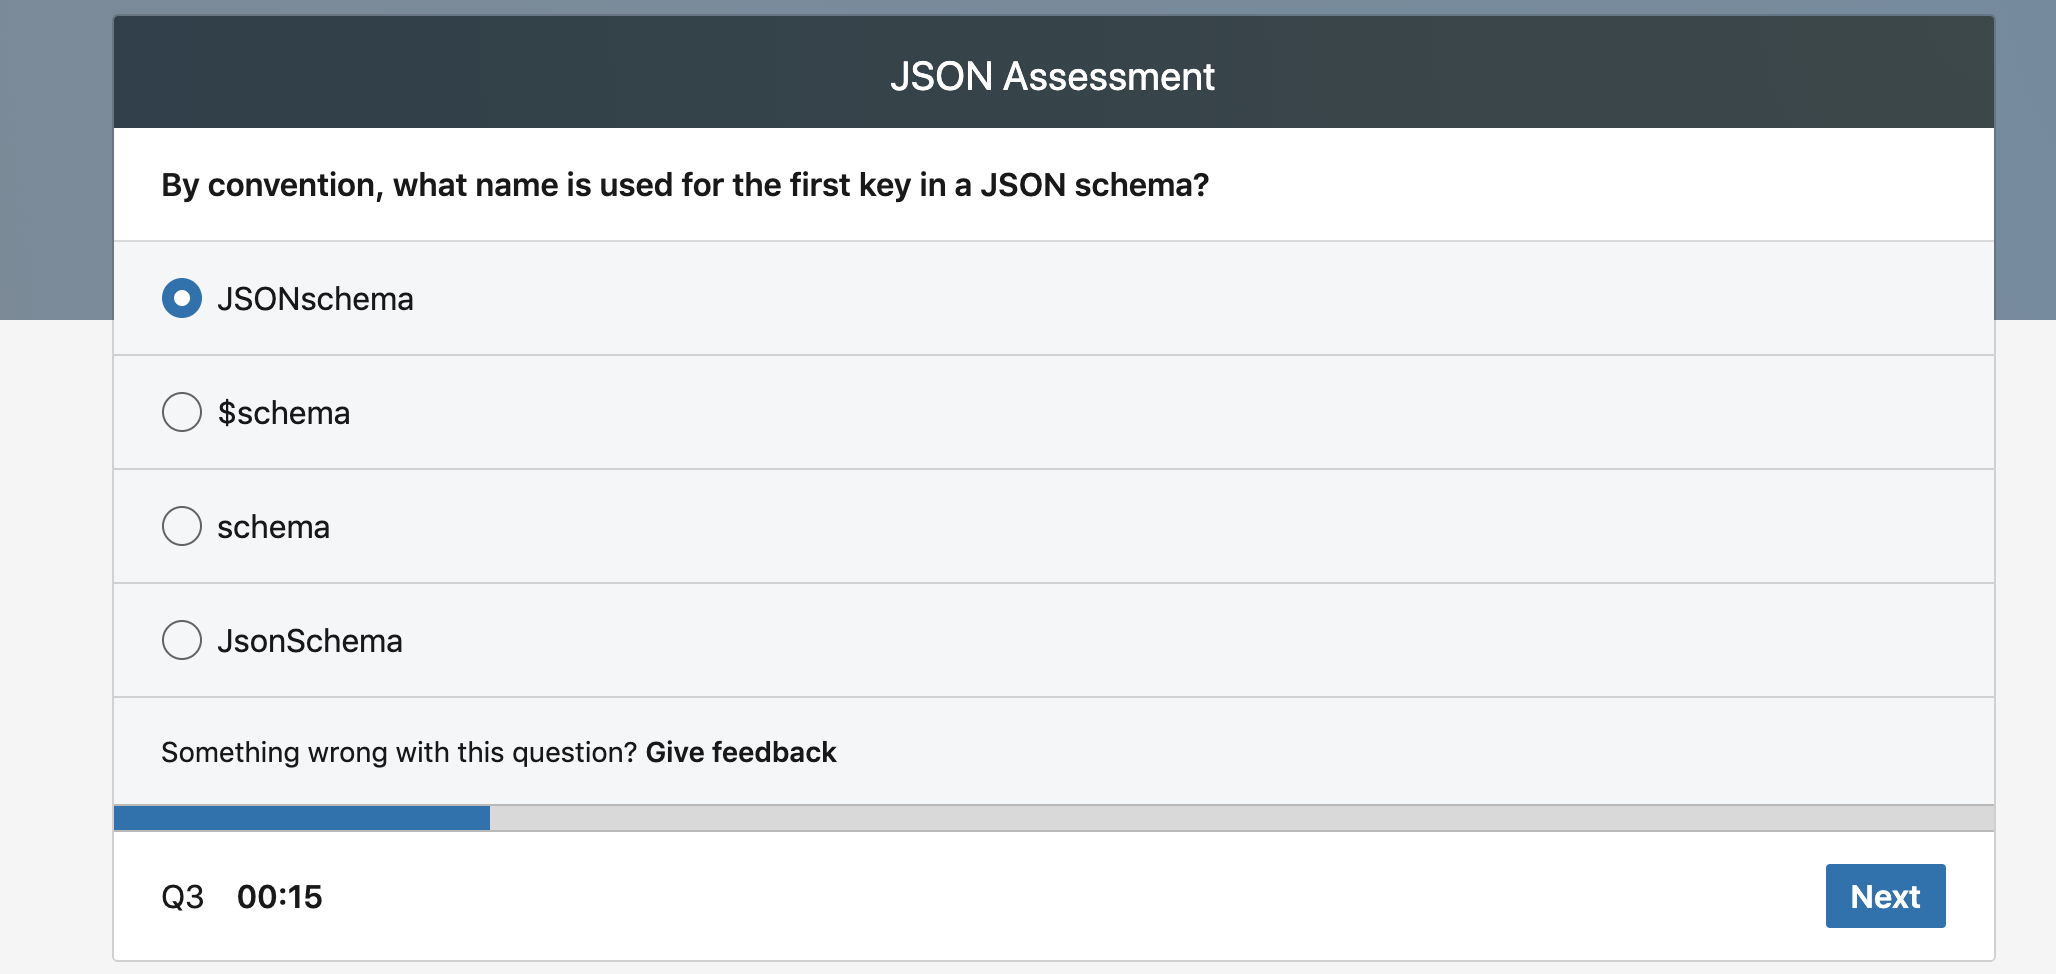 JSON Assessment
By convention, what name is used for the first key in a JSON schema?
JSONschema
$schema
schema
JsonSchema
Something wrong with this question? Give feedback
Q3 00:15
Next